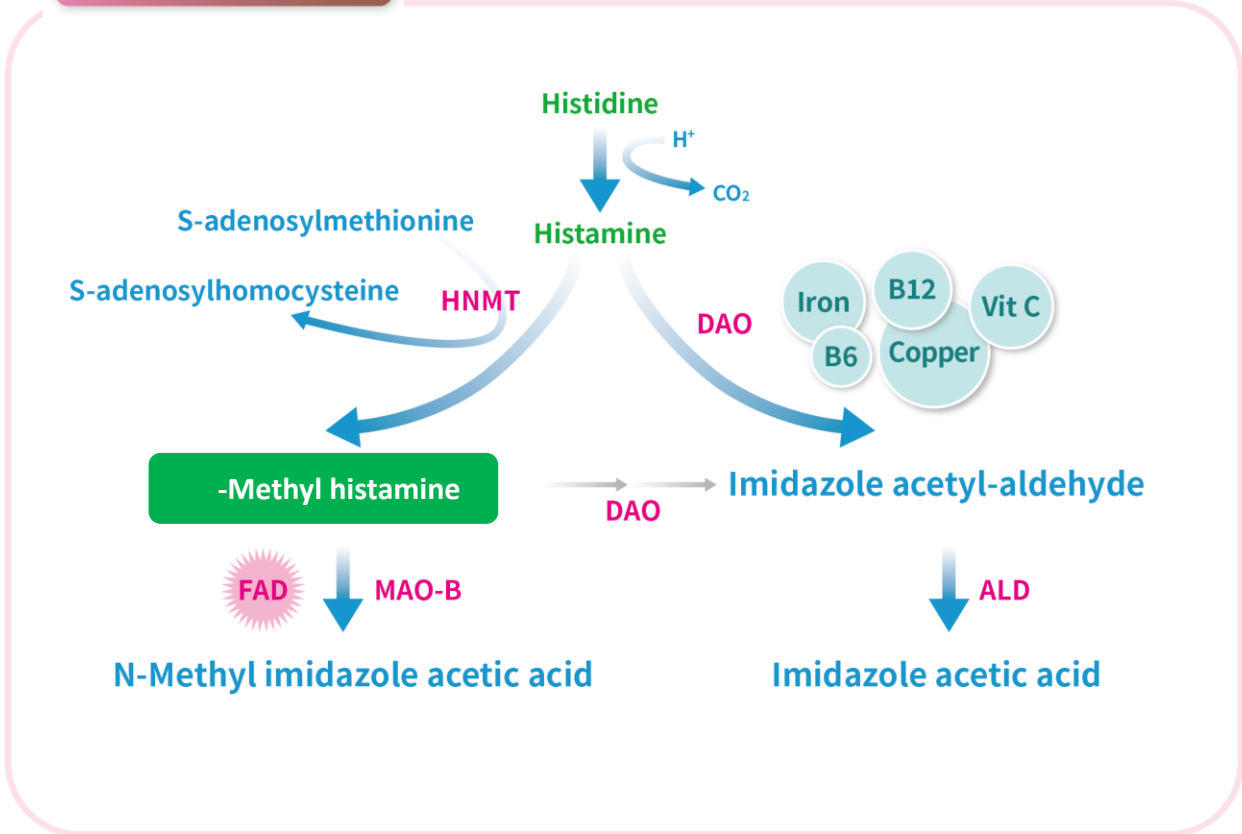 Histidine
H⁺
CO₂
S-adenosylmethionine
Histamine
S-adenosylhomocysteine
HNMT
DAO
Iron
B12
Vit C
B6
Copper
-Methyl histamine
DAO
Imidazole acetyl-aldehyde
FAD
MAO-B
ALD
N-Methyl imidazole acetic acid
Imidazole acetic acid